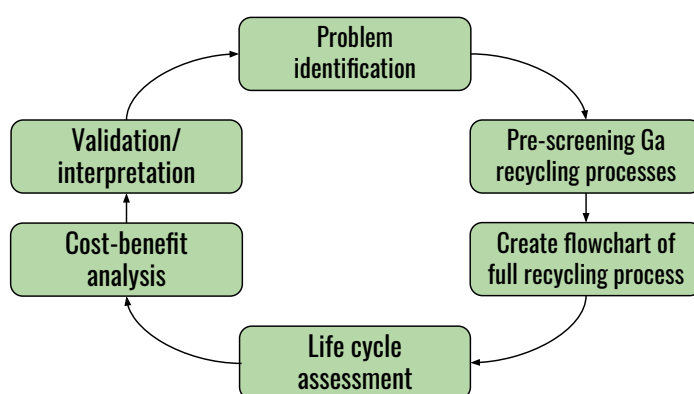 Problem
identification
Pre-screening Ga
recycling processes
Create flowchart of
full recycling process
Life cycle
assessment
Cost-benefit
analysis
Validation/
interpretation